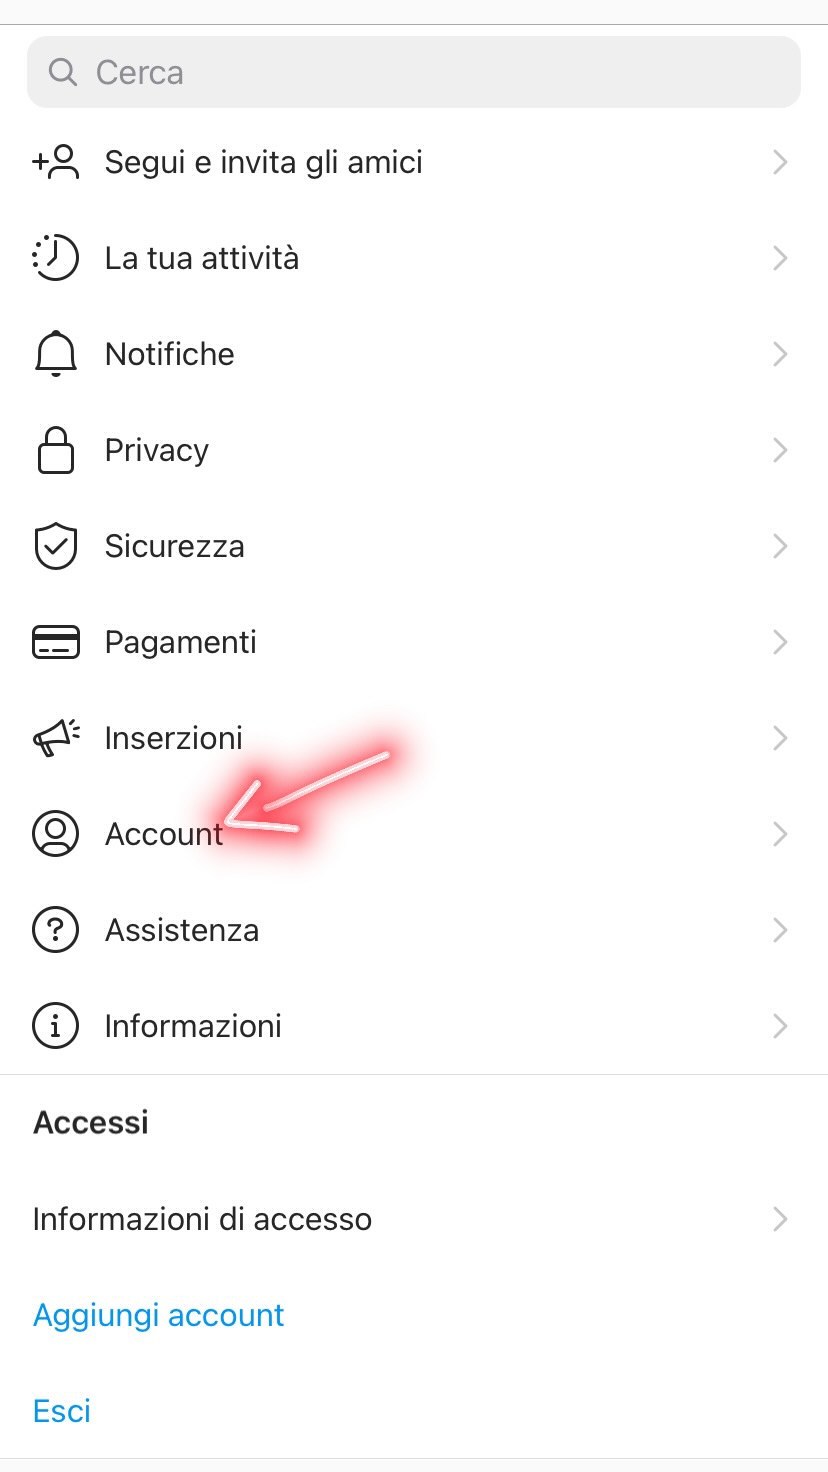 Cerca
Segui e invita gli amici
La tua attività
Notifiche
Privacy
Sicurezza
Pagamenti
Inserzioni
Account
Assistenza
Informazioni
Accessi
Informazioni di accesso
Aggiungi account
Esci